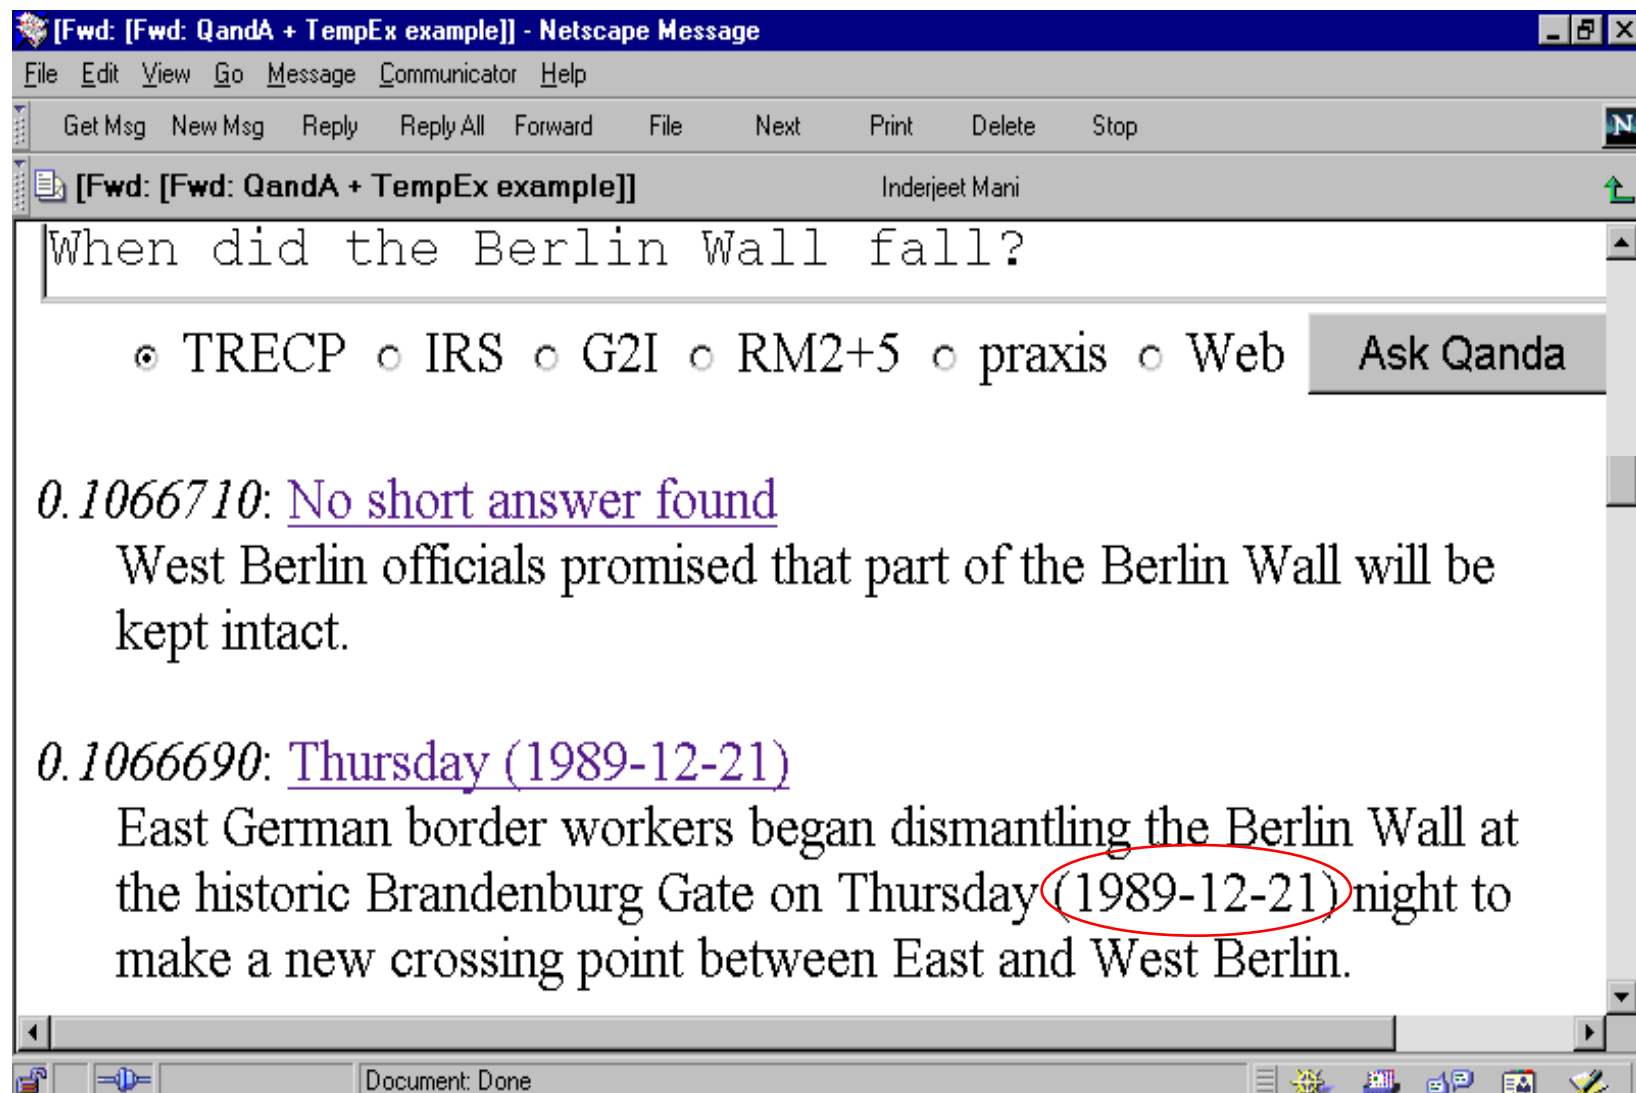 [Fwd: [Fwd: QandA + TempEx example]] - Netscape Message
File Edit View Go Message Communicator Help
Get Msg New Msg Reply Reply All Forward File Next Print Delete Stop
N
[Fwd: [Fwd: QandA + TempEx example]] Inderjeet Mani
When did the Berlin Wall fall?
TRECP IRS G2I RM2+5 praxis Web Ask Qanda
0.1066710: No short answer found
West Berlin officials promised that part of the Berlin Wall will be
kept intact.
0.1066690: Thursday (1989-12-21)
East German border workers began dismantling the Berlin Wall at
the historic Brandenburg Gate on Thursday (1989-12-21) night to
make a new crossing point between East and West Berlin.
Document: Done